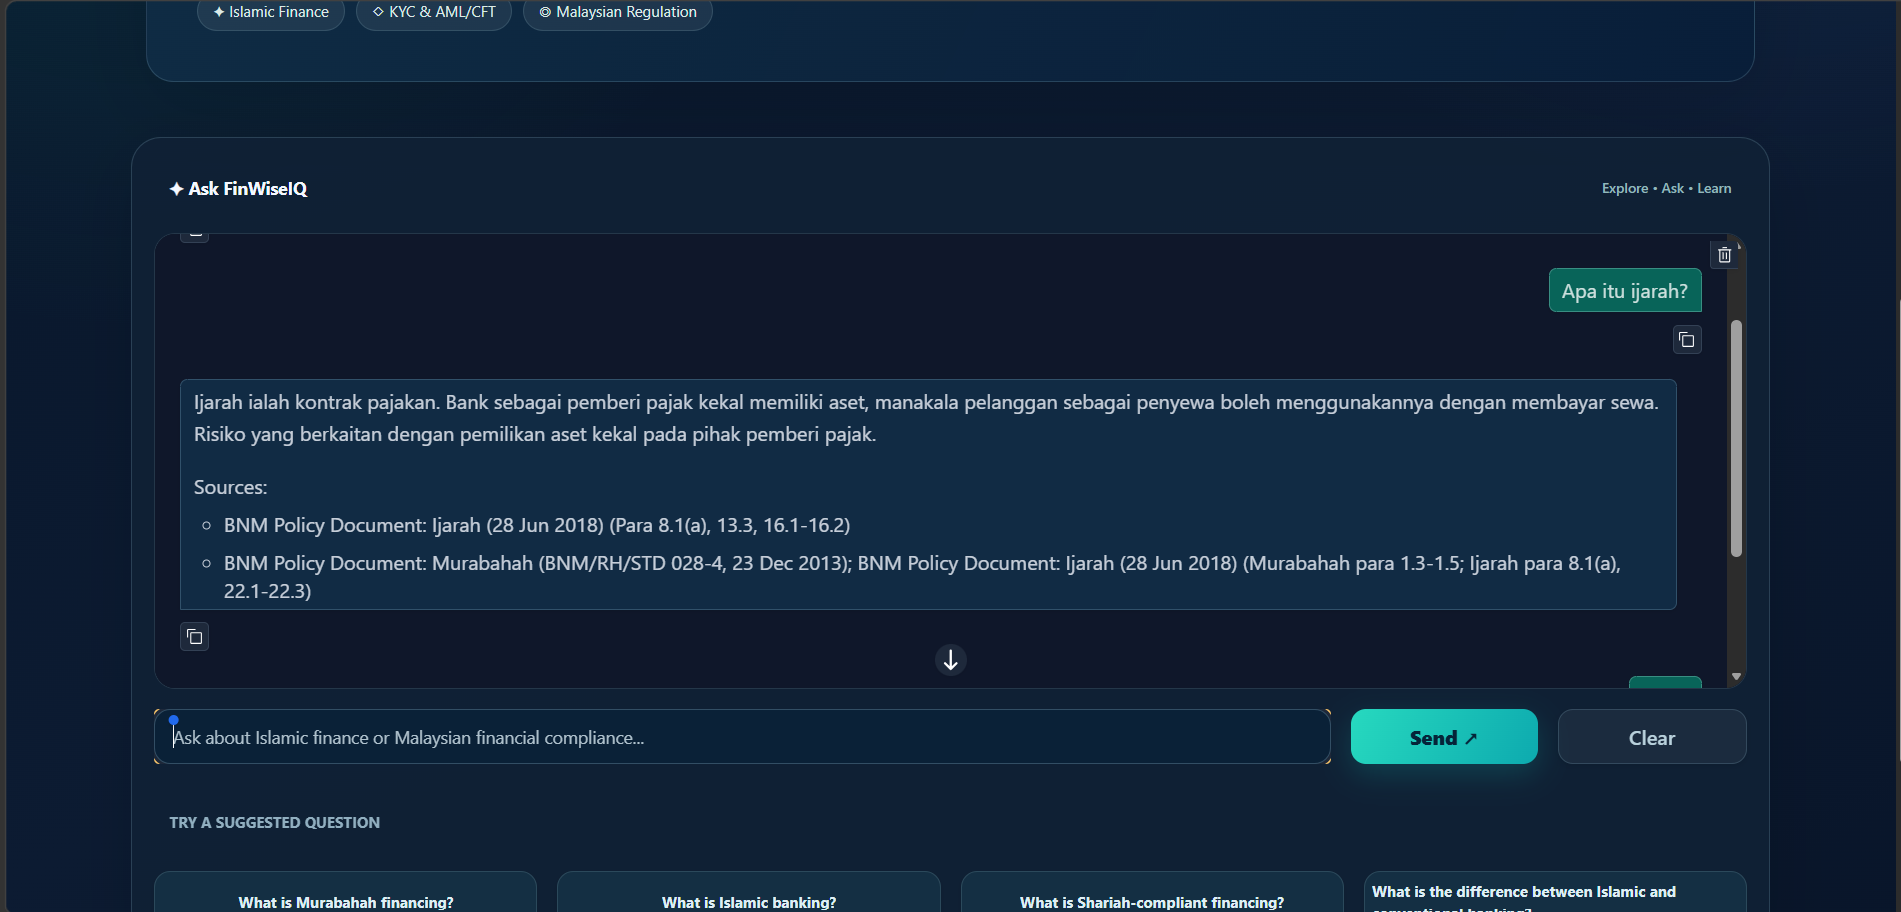 ✦ Islamic Finance
◇ KYC & AML/CFT
◎ Malaysian Regulation
✦ Ask FinWiseIQ
Explore • Ask • Learn
Apa itu ijarah?
Ijarah ialah kontrak pajakan. Bank sebagai pemberi pajak kekal memiliki aset, manakala pelanggan sebagai penyewa boleh menggunakannya dengan membayar sewa.
Risiko yang berkaitan dengan pemilikan aset kekal pada pihak pemberi pajak.
Sources:
BNM Policy Document: Ijarah (28 Jun 2018) (Para 8.1(a), 13.3, 16.1-16.2)
BNM Policy Document: Murabahah (BNM/RH/STD 028-4, 23 Dec 2013); BNM Policy Document: Ijarah (28 Jun 2018) (Murabahah para 1.3-1.5; Ijarah para 8.1(a),
22.1-22.3)
Ask about Islamic finance or Malaysian financial compliance...
Send ↗
Clear
TRY A SUGGESTED QUESTION
What is Murabahah financing?
What is Islamic banking?
What is Shariah-compliant financing?
What is the difference between Islamic and
conventional banking?